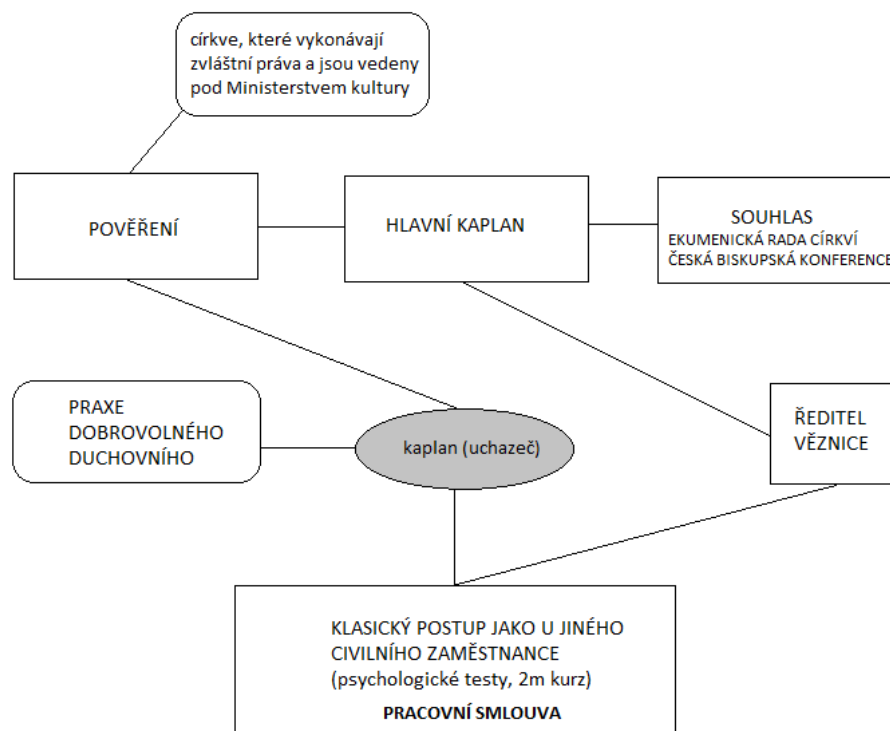 církve, které vykonávají
zvláštní práva a jsou vedeny
pod Ministerstvem kultury
POVĚŘENÍ
HLAVNÍ KAPLAN
SOUHLAS
EKUMENICKÁ RADA CÍRKVÍ
ČESKÁ BISKUPSKÁ KONFERENCE
PRAXE
DOBROVOLNÉHO
DUCHOVNÍHO
kaplan (uchazeč)
ŘEDITEL
VĚZNICE
KLASICKÝ POSTUP JAKO U JINÉHO
CIVILNÍHO ZAMĚSTNANCE
(psychologické testy, 2m kurz)
PRACOVNÍ SMLOUVA